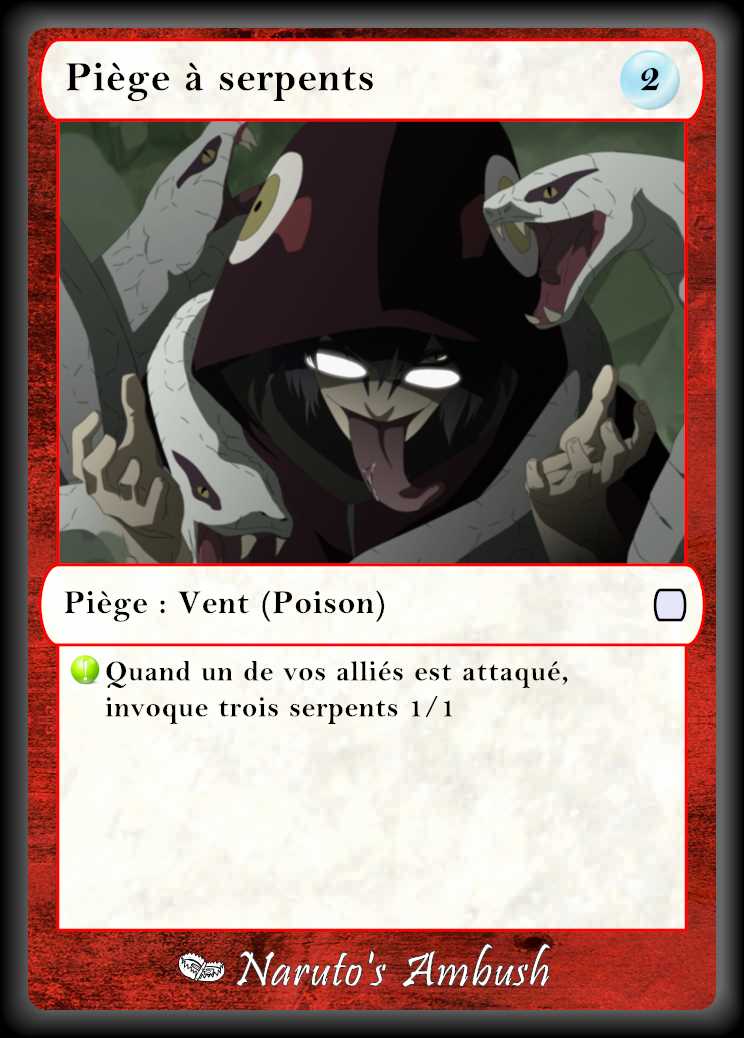 Piège à serpents
2
Piège : Vent (Poison)
! Quand un de vos alliés est attaqué,
invoque trois serpents 1/1
Naruto's Ambush